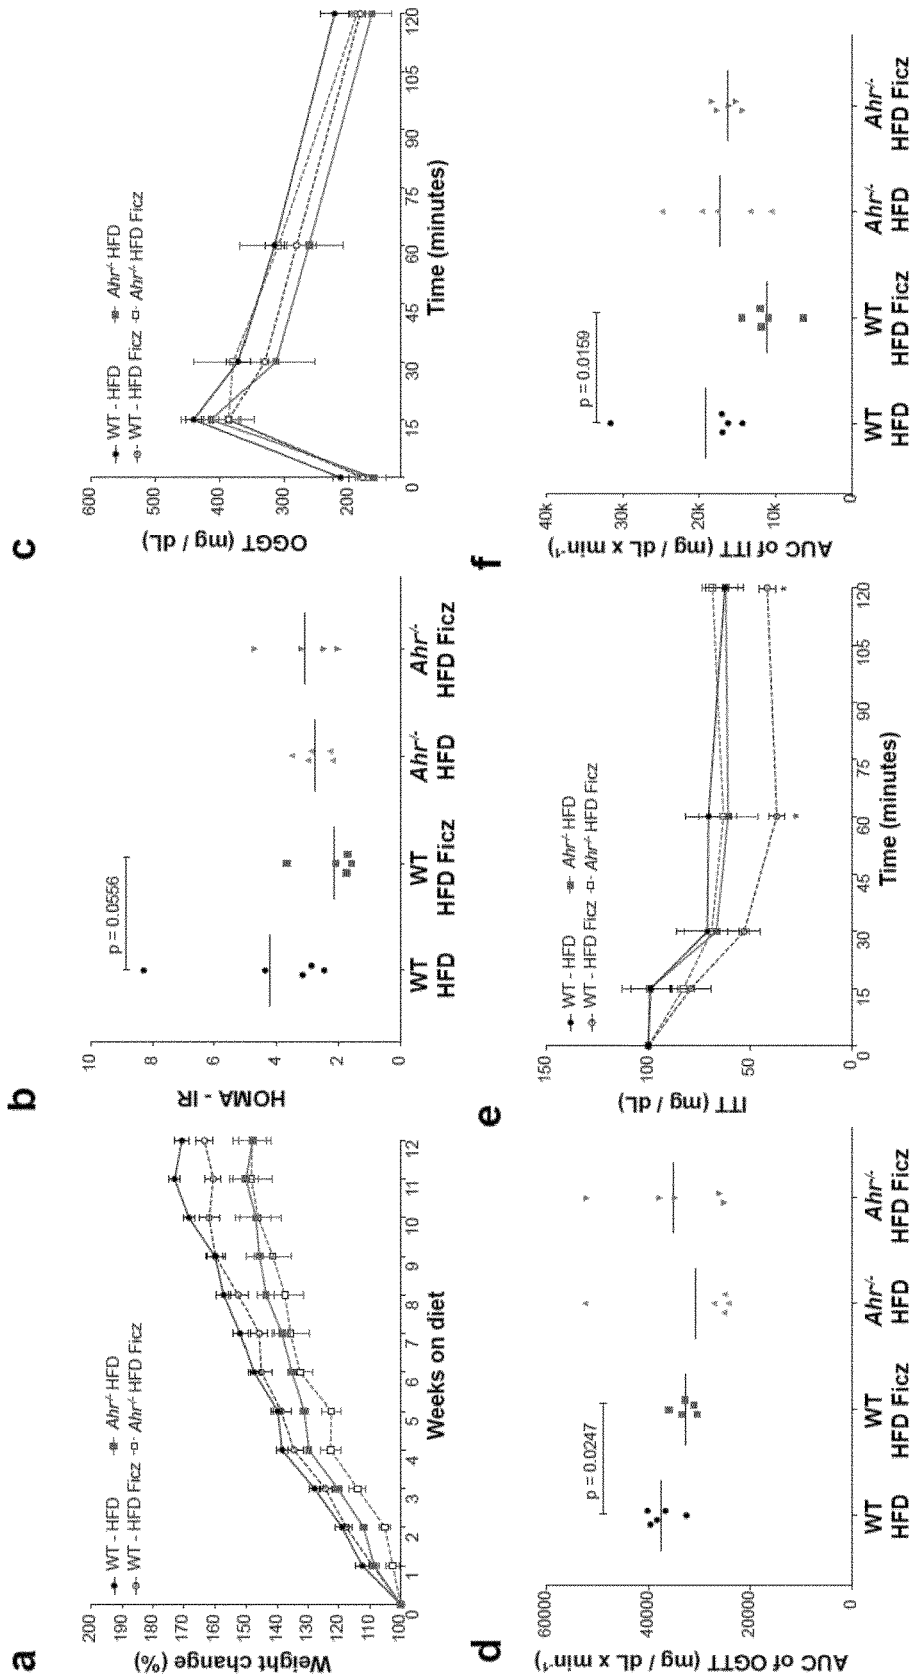 a
Weight change (%)
200
190
180
170
160
150
140
130
120
110
100
WT - HFD
Ahr-/- HFD
WT - HFD Ficz
Ahr-/- HFD Ficz
0 1 2 3 4 5 6 7 8 9 10 11 12
Weeks on diet
b
HOMA - IR
10
8
6
4
2
0
p = 0.0556
WT HFD
WT HFD Ficz
Ahr-/- HFD
Ahr-/- HFD Ficz
c
OGGT (mg / dL)
600
500
400
300
200
0
WT - HFD
Ahr-/- HFD
WT - HFD Ficz
Ahr-/- HFD Ficz
0 15 30 45 60 75 90 105 120
Time (minutes)
d
AUC of OGTT (mg / dL x min-1)
60000
40000
20000
0
p = 0.0247
WT HFD
WT HFD Ficz
Ahr-/- HFD
Ahr-/- HFD Ficz
e
ITT (mg / dL)
150
100
50
0
WT - HFD
Ahr-/- HFD
WT - HFD Ficz
Ahr-/- HFD Ficz
* *
0 15 30 45 60 75 90 105 120
Time (minutes)
f
AUC of ITT (mg / dL x min-1)
40k
30k
20k
10k
0
p = 0.0159
WT HFD
WT HFD Ficz
Ahr-/- HFD
Ahr-/- HFD Ficz